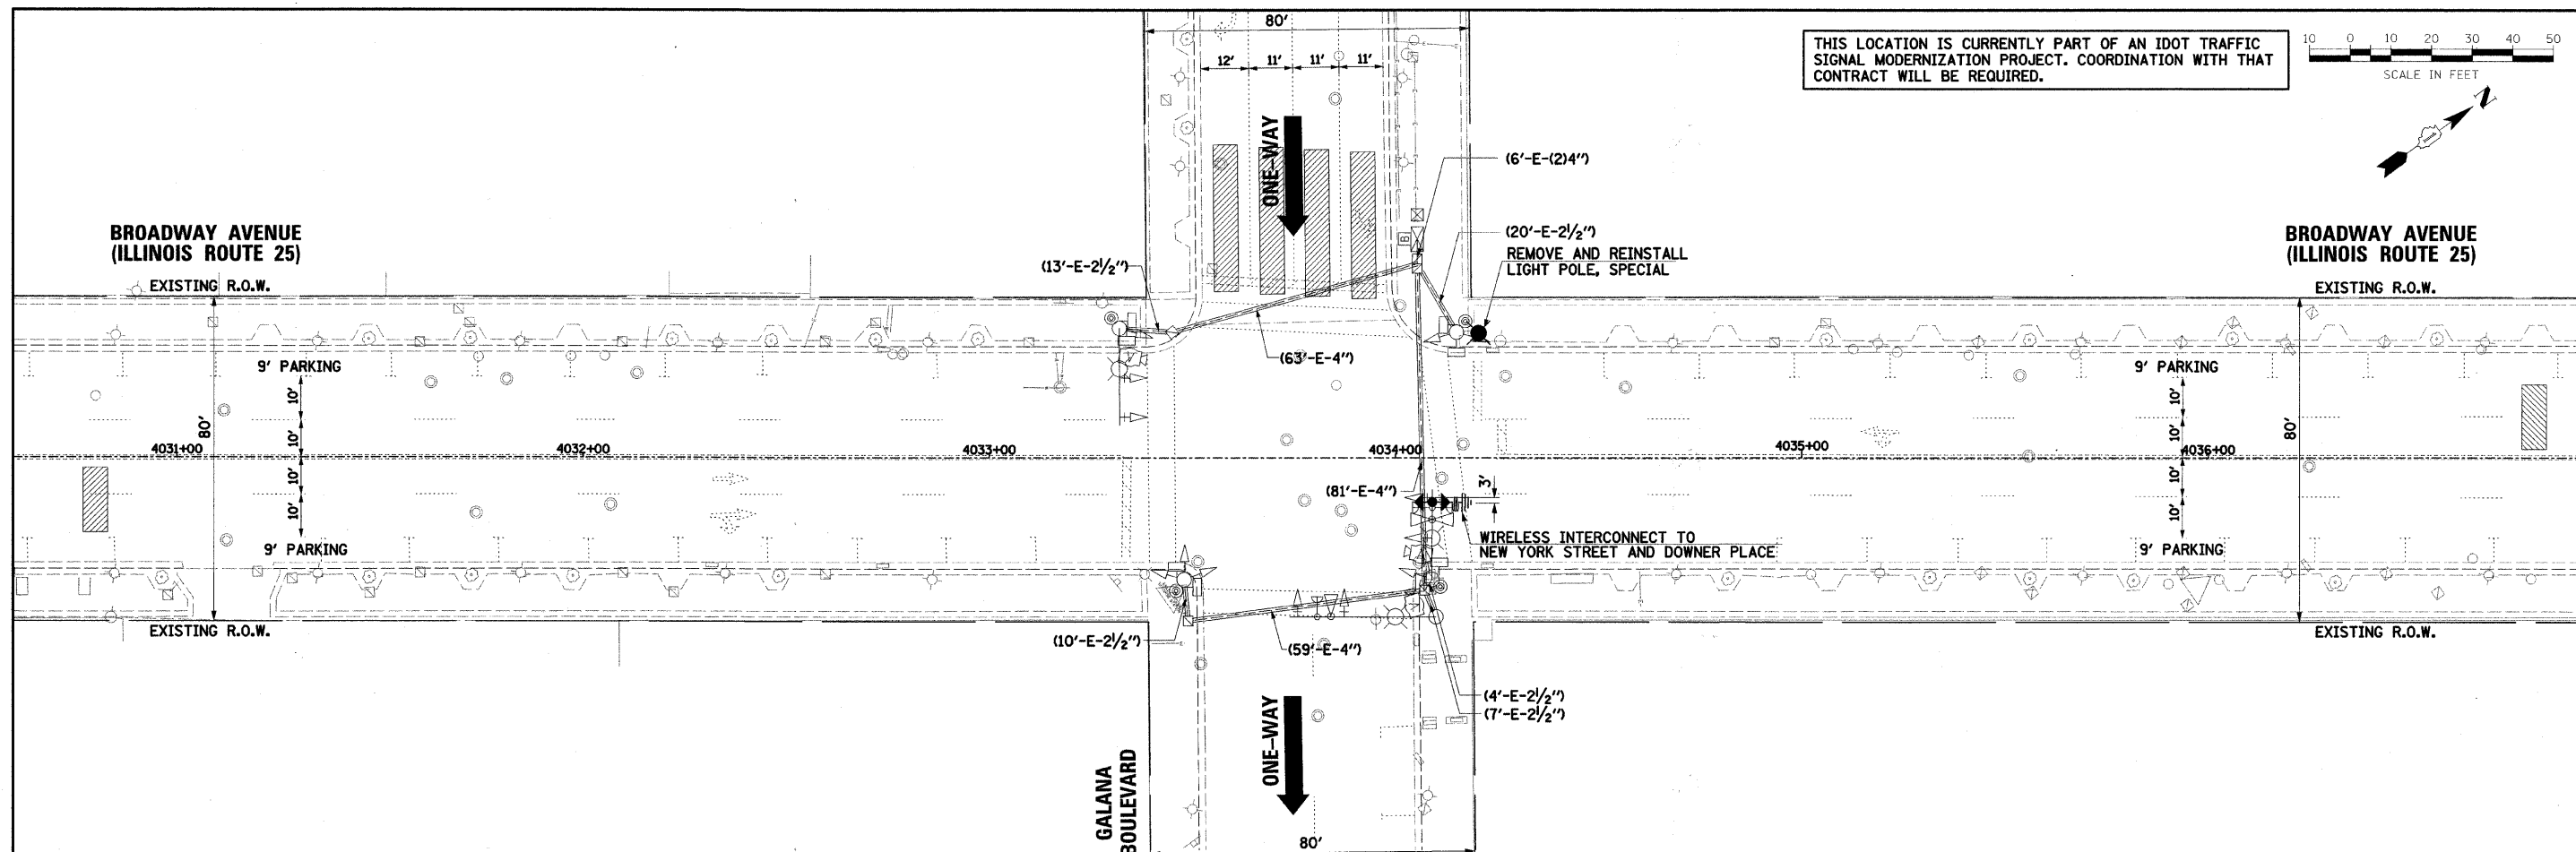 80'
12' 11' 11' 11'
THIS LOCATION IS CURRENTLY PART OF AN IDOT TRAFFIC
SIGNAL MODERNIZATION PROJECT. COORDINATION WITH THAT
CONTRACT WILL BE REQUIRED.
10 0 10 20 30 40 50
SCALE IN FEET
N
ONE-WAY
(6'-E-(2)4")
(20'-E-2½")
REMOVE AND REINSTALL
LIGHT POLE, SPECIAL
B
BROADWAY AVENUE
(ILLINOIS ROUTE 25)
BROADWAY AVENUE
(ILLINOIS ROUTE 25)
(13'-E-2½")
EXISTING R.O.W.
EXISTING R.O.W.
(63'-E-4")
9' PARKING
9' PARKING
10'
10'
10'
10'
80'
10'
10'
10'
10'
80'
4031+00
4032+00
4033+00
4034+00
4035+00
4036+00
(81'-E-4")
3'
WIRELESS INTERCONNECT TO
NEW YORK STREET AND DOWNER PLACE
9' PARKING
9' PARKING
EXISTING R.O.W.
EXISTING R.O.W.
(10'-E-2½")
(59'-E-4")
(4'-E-2½")
(7'-E-2½")
ONE-WAY
GALANA
BOULEVARD
80'